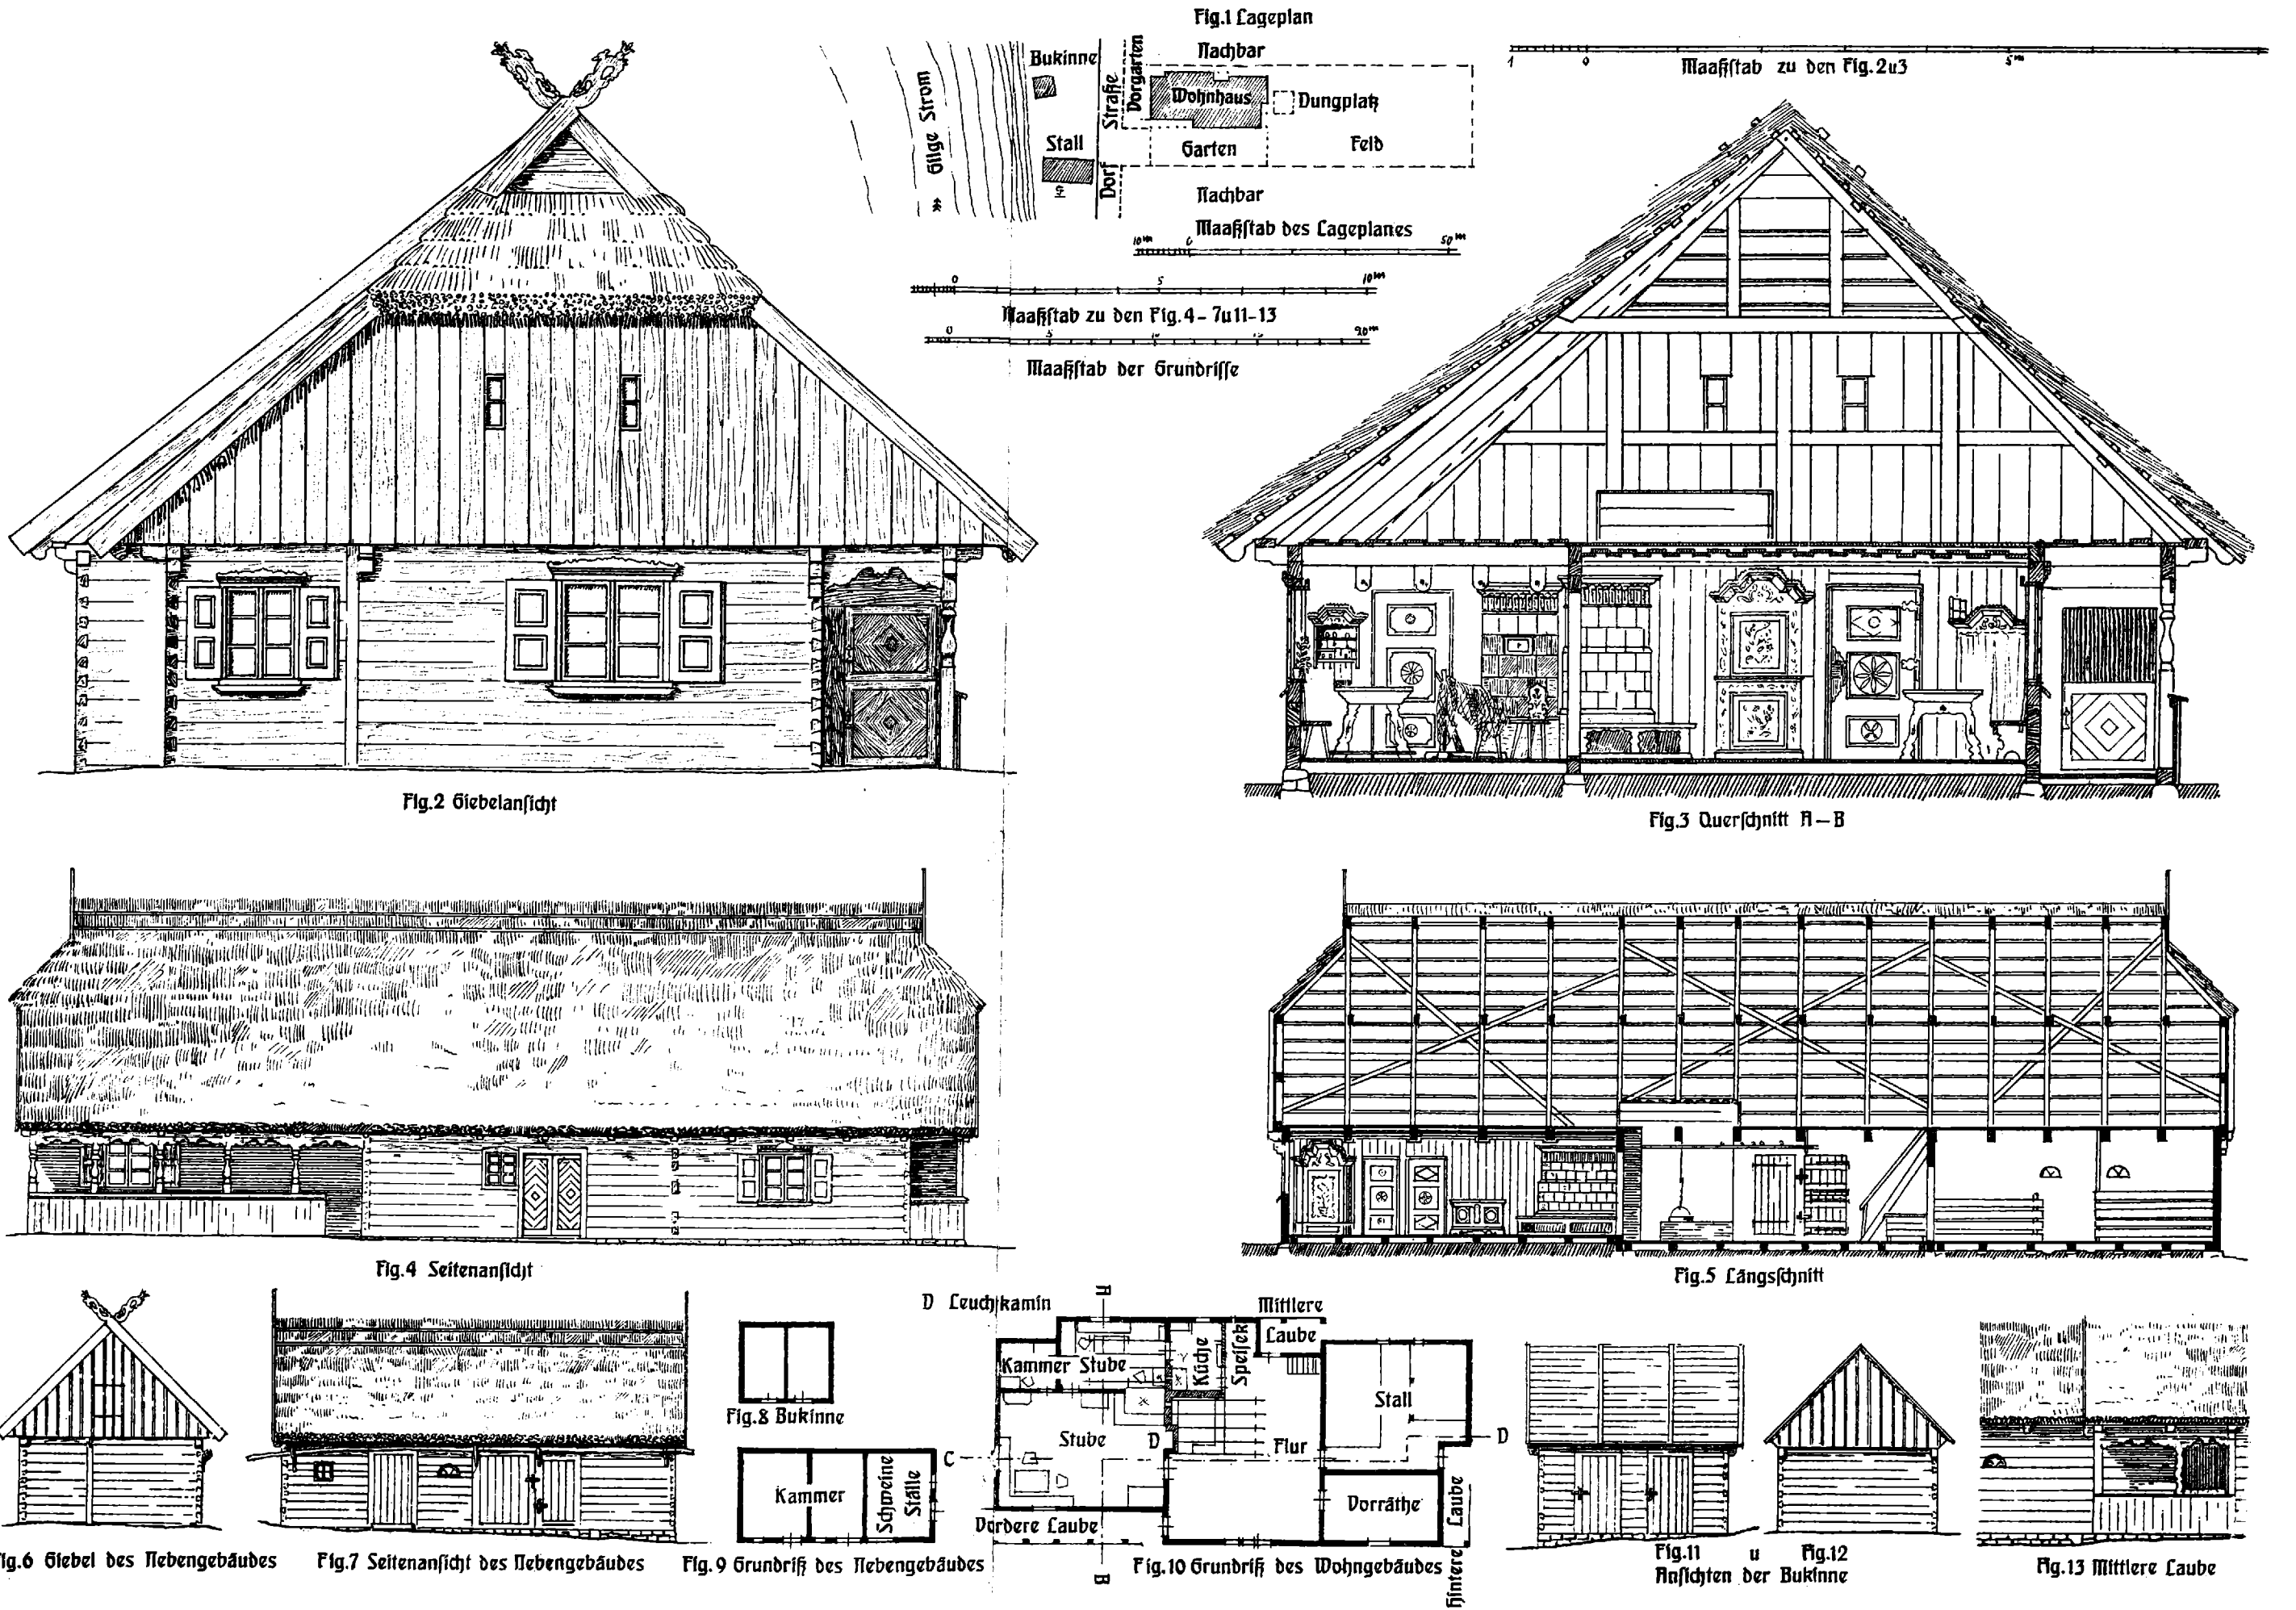 Fig.1 Lageplan
Bukinne
Stall
Gilge Strom
Dorf Straße
Vorgarten
Nachbar
Wohnhaus
Dungplatz
Garten
Feld
Nachbar
Maaßstab des Lageplanes
10m 0 50m
1 0 5m
Maaßstab zu den Fig.2u3
0 5 10m
Maaßstab zu den Fig.4-7u11-13
0 5 10 15 20m
Maaßstab der Grundrisse
Fig.2 Giebelansicht
Fig.3 Querschnitt A-B
Fig.4 Seitenansicht
Fig.5 Längsschnitt
Fig.6 Giebel des Nebengebäudes
Fig.7 Seitenansicht des Nebengebäudes
Fig.8 Bukinne
Kammer
Schweine Ställe
Fig.9 Grundriß des Nebengebäudes
D Leuchtkamin
A
Mittlere Laube
Kammer Stube
Küche
Speisek
Stall
Stube
D
Flur
C
D
Vorräthe
Vordere Laube
Hintere Laube
B
Fig.10 Grundriß des Wohngebäudes
Fig.11 u Fig.12
Ansichten der Bukinne
Fig.13 Mittlere Laube